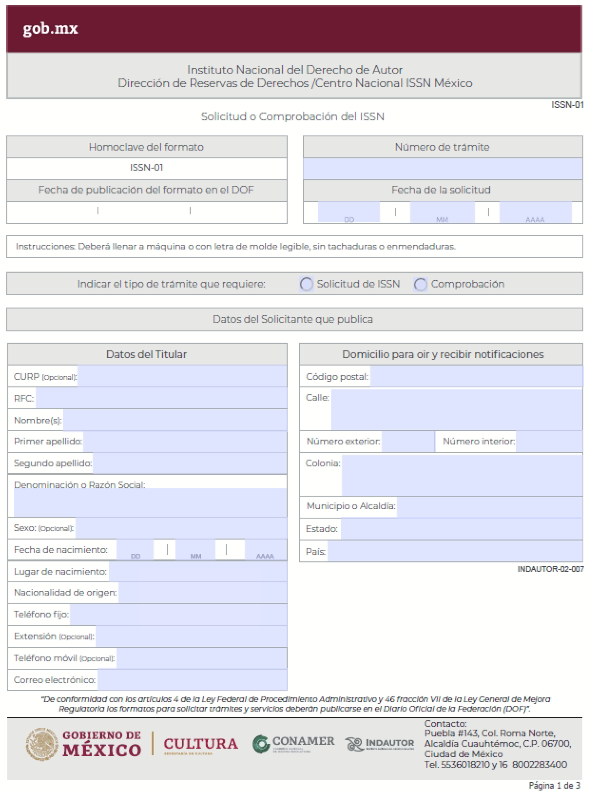 gob.mx
Instituto Nacional del Derecho de Autor
Dirección de Reservas de Derechos /Centro Nacional ISSN México
ISSN-01
Solicitud o Comprobación del ISSN
Homoclave del formato
ISSN-01
Fecha de publicación del formato en el DOF
| |
Número de trámite
Fecha de la solicitud
DD | MM | AAAA
Instrucciones: Deberá llenar a máquina o con letra de molde legible, sin tachaduras o enmendaduras.
Indicar el tipo de trámite que requiere: Solicitud de ISSN Comprobación
Datos del Solicitante que publica
Datos del Titular
CURP (Opcional):
RFC:
Nombre(s):
Primer apellido:
Segundo apellido:
Denominación o Razón Social:
Sexo: (Opcional):
Fecha de nacimiento: DD | MM | AAAA
Lugar de nacimiento:
Nacionalidad de origen:
Teléfono fijo:
Extensión (Opcional):
Teléfono móvil (Opcional):
Correo electrónico:
Domicilio para oir y recibir notificaciones
Código postal:
Calle:
Número exterior: Número interior:
Colonia:
Municipio o Alcaldía:
Estado:
País:
INDAUTOR-02-007
"De conformidad con los artículos 4 de la Ley Federal de Procedimiento Administrativo y 46 fracción VII de la Ley General de Mejora
Regulatoria los formatos para solicitar trámites y servicios deberán publicarse en el Diario Oficial de la Federación (DOF)".
GOBIERNO DE
MÉXICO
CULTURA
SECRETARÍA DE CULTURA
CONAMER
INDAUTOR
Contacto:
Puebla #143, Col. Roma Norte,
Alcaldía Cuauhtémoc, C.P. 06700,
Ciudad de México
Tel. 5536018210 y 16 8002283400
Página 1 de 3